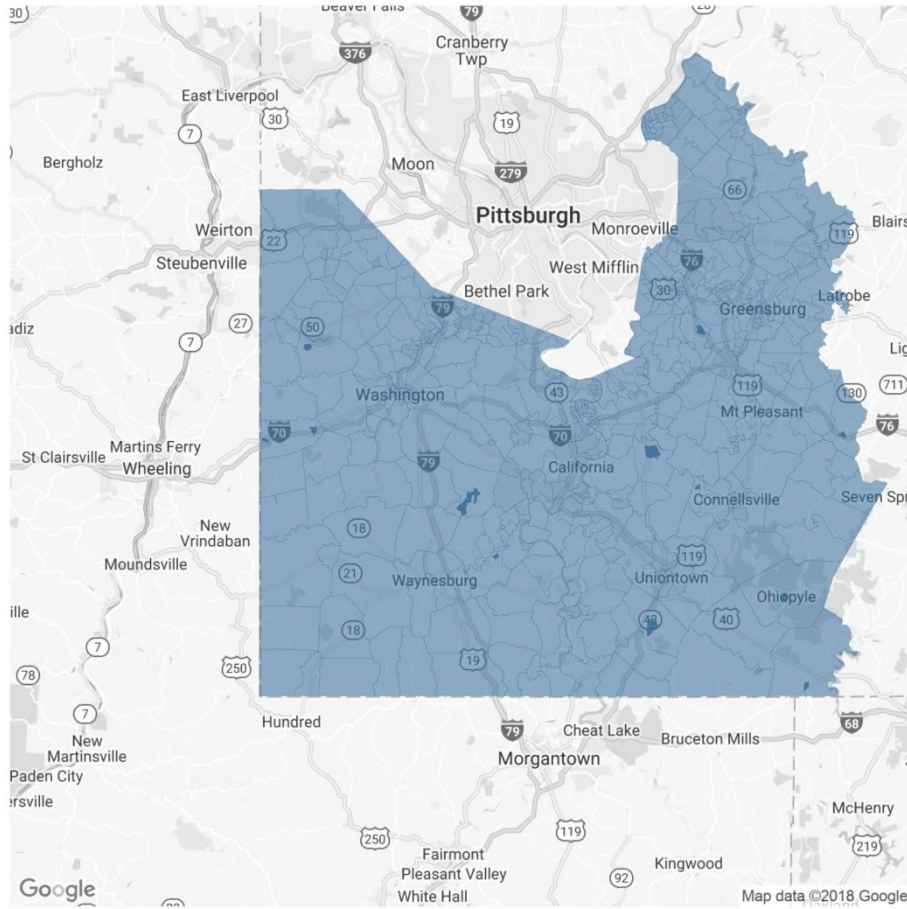 30
Beaver Falls
79
28
376
Cranberry
Twp
East Liverpool
30
19
7
Bergholz
Moon
279
66
Pittsburgh
Weirton
22
Monroeville
119
Steubenville
West Mifflin
76
Bethel Park
30
Latrobe
79
Greensburg
27
50
7
43
Washington
119
130
711
Mt Pleasant
70
70
76
St Clairsville
Martins Ferry
Wheeling
79
California
Connellsville
New
Vrindaban
18
119
Moundsville
21
Waynesburg
Uniontown
Ohiopyle
18
40
7
250
19
78
7
Hundred
68
New
Martinsville
79
Cheat Lake
Bruceton Mills
Paden City
Morgantown
McHenry
250
119
219
Fairmont
Kingwood
Pleasant Valley
92
White Hall
Google
Map data ©2018 Google